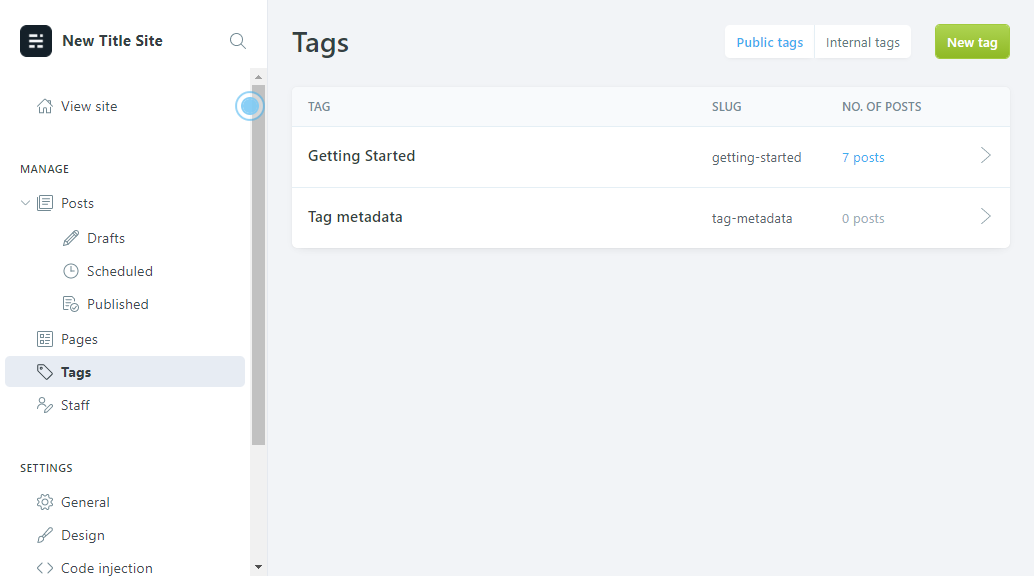 New Title Site
View site
MANAGE
Posts
Drafts
Scheduled
Published
Pages
Tags
Staff
SETTINGS
General
Design
Code injection
Tags
Public tags
Internal tags
New tag
TAG SLUG NO. OF POSTS
Getting Started getting-started 7 posts
Tag metadata tag-metadata 0 posts